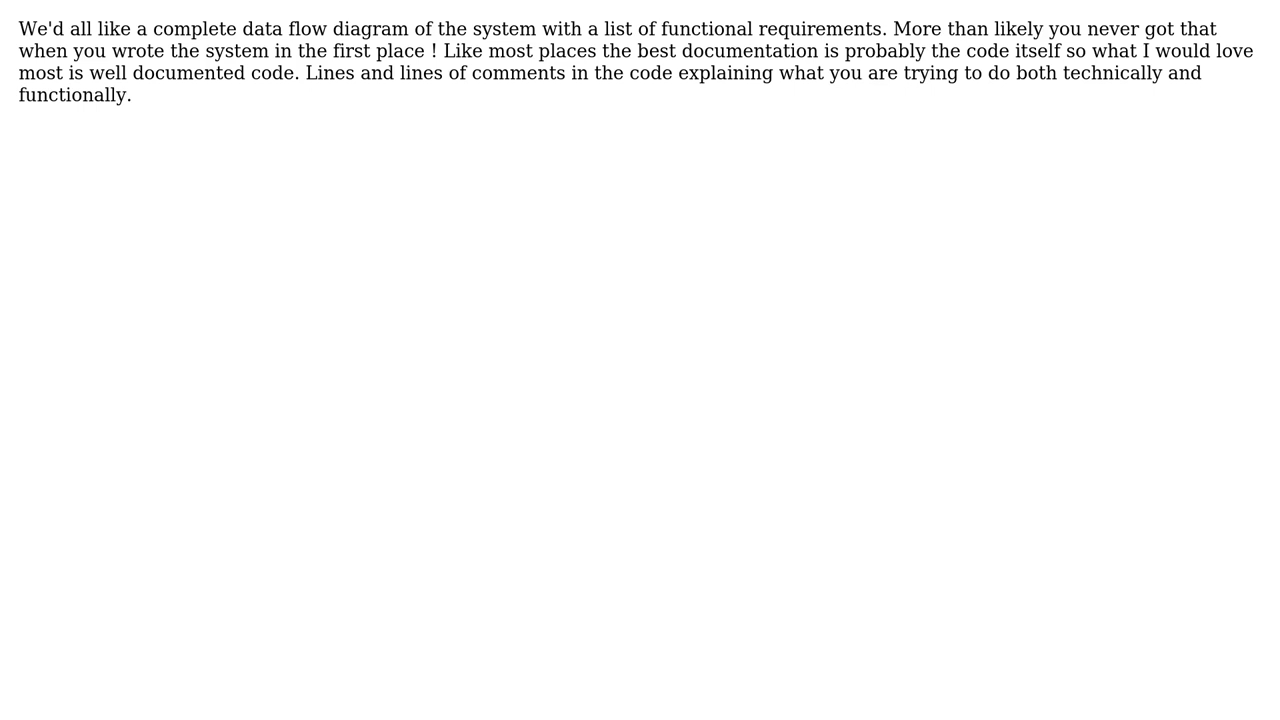 We'd all like a complete data flow diagram of the system with a list of functional requirements. More than likely you never got that
when you wrote the system in the first place ! Like most places the best documentation is probably the code itself so what I would love
most is well documented code. Lines and lines of comments in the code explaining what you are trying to do both technically and
functionally.